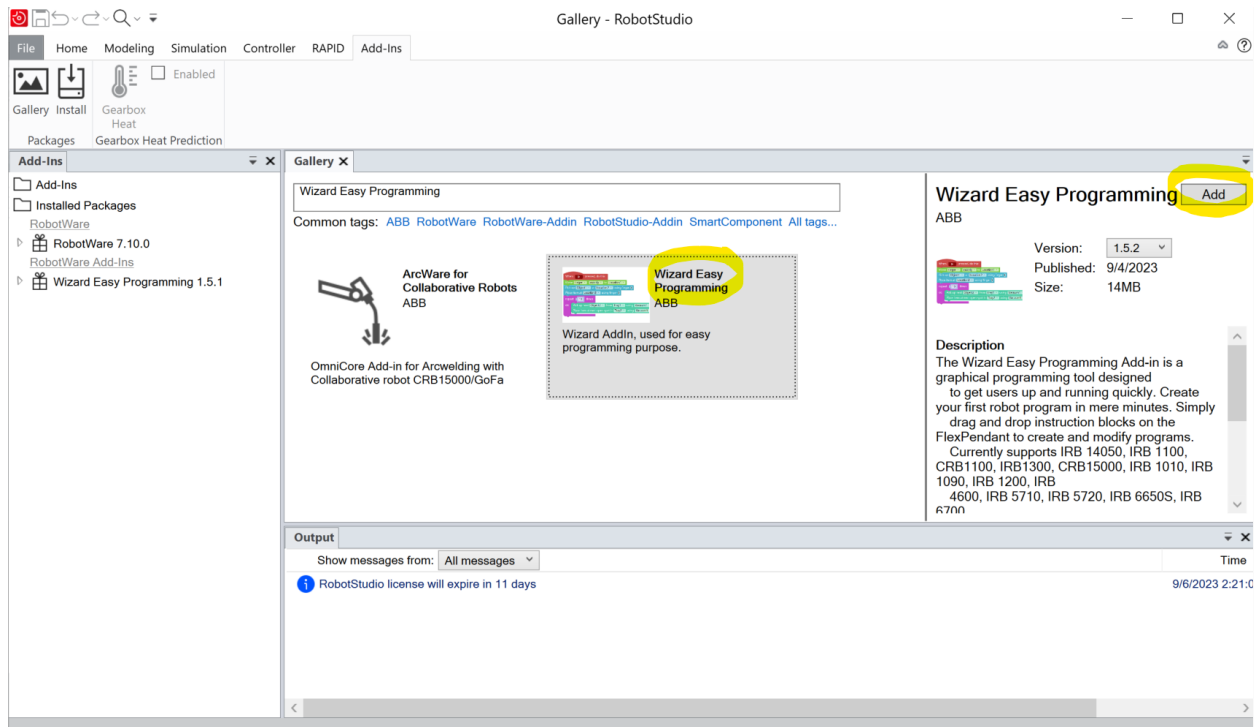 Gallery - RobotStudio
File Home Modeling Simulation Controller RAPID Add-Ins
Gallery Install
Gearbox
Heat
Enabled
Packages Gearbox Heat Prediction
Add-Ins
Add-Ins
Installed Packages
RobotWare
RobotWare 7.10.0
RobotWare Add-Ins
Wizard Easy Programming 1.5.1
Gallery
Wizard Easy Programming
Common tags: ABB RobotWare RobotWare-Addin RobotStudio-Addin SmartComponent All tags...
ArcWare for
Collaborative Robots
ABB
OmniCore Add-in for Arcwelding with
Collaborative robot CRB15000/GoFa
Wizard Easy
Programming
ABB
Wizard AddIn, used for easy
programming purpose.
Wizard Easy Programming
Add
ABB
Version: 1.5.2
Published: 9/4/2023
Size: 14MB
Description
The Wizard Easy Programming Add-in is a
graphical programming tool designed
to get users up and running quickly. Create
your first robot program in mere minutes. Simply
drag and drop instruction blocks on the
FlexPendant to create and modify programs.
Currently supports IRB 14050, IRB 1100,
CRB1100, IRB1300, CRB15000, IRB 1010, IRB
1090, IRB 1200, IRB
4600, IRB 5710, IRB 5720, IRB 6650S, IRB
6700
Output
Show messages from: All messages
Time
RobotStudio license will expire in 11 days
9/6/2023 2:21:0